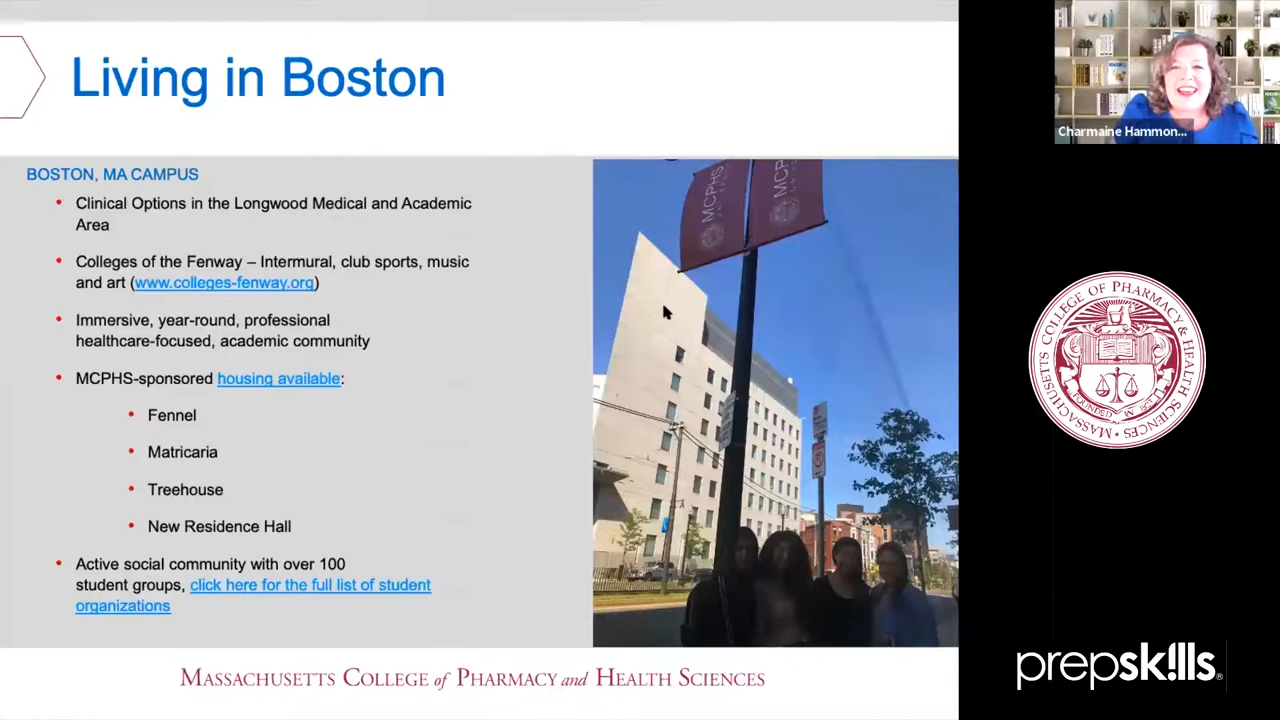 Living in Boston
BOSTON, MA CAMPUS
• Clinical Options in the Longwood Medical and Academic
Area
• Colleges of the Fenway – Intermural, club sports, music
and art (www.colleges-fenway.org)
• Immersive, year-round, professional
healthcare-focused, academic community
• MCPHS-sponsored housing available:
• Fennel
• Matricaria
• Treehouse
• New Residence Hall
• Active social community with over 100
student groups, click here for the full list of student
organizations
MASSACHUSETTS COLLEGE of PHARMACY and HEALTH SCIENCES
MCPHS
MCP
Charmaine Hammon...
MASSACHUSETTS COLLEGE OF PHARMACY & HEALTH SCIENCES
prepsk!lls®